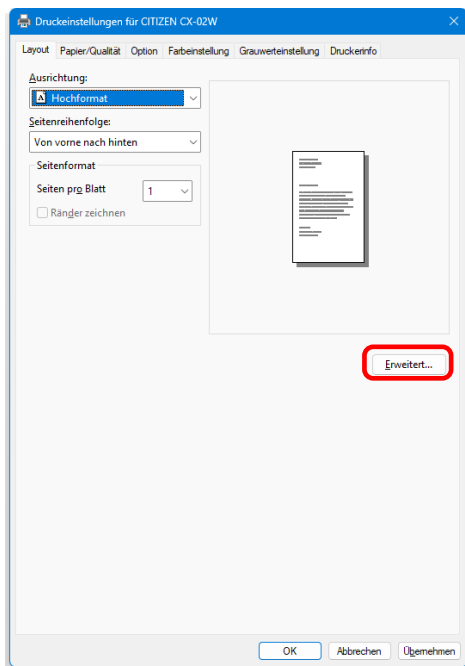 Druckeinstellungen für CITIZEN CX-02W
Layout Papier/Qualität Option Farbeinstellung Grauwerteinstellung Druckerinfo
Ausrichtung:
A Hochformat
Seitenreihenfolge:
Von vorne nach hinten
Seitenformat
Seiten pro Blatt 1
Ränder zeichnen
Erweitert...
OK Abbrechen Übernehmen